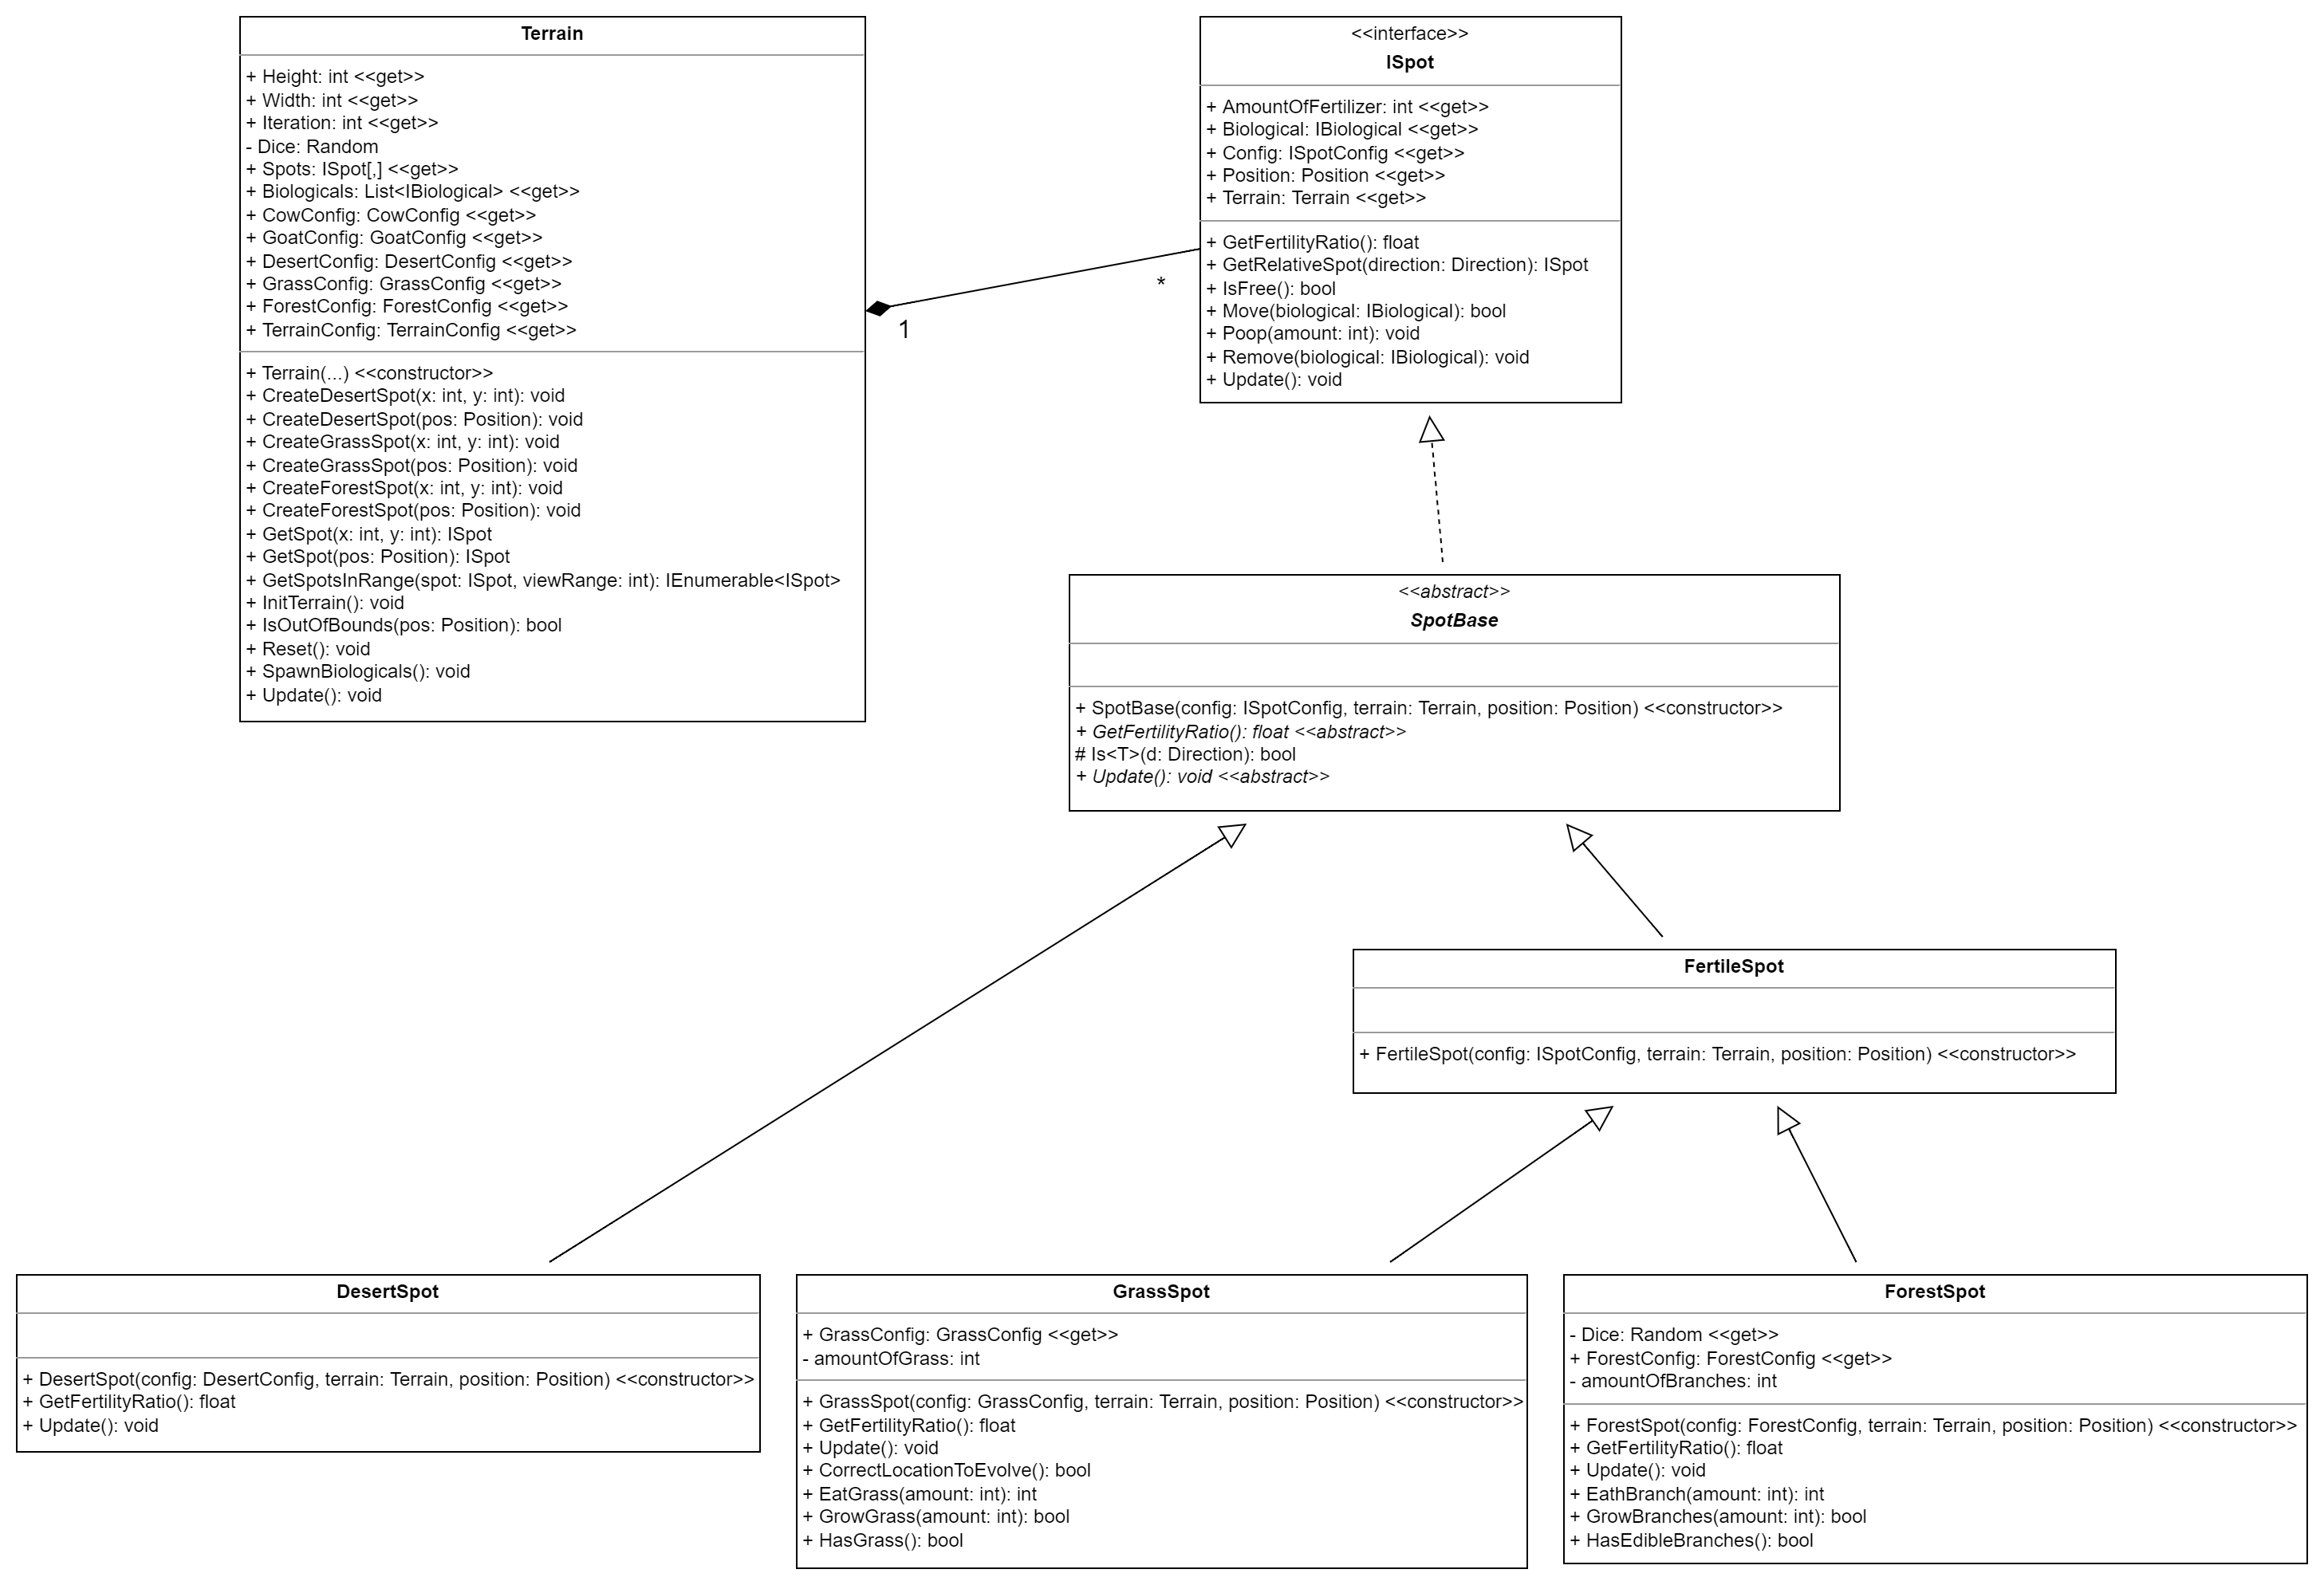 Terrain
+ Height: int <<get>>
+ Width: int <<get>>
+ Iteration: int <<get>>
- Dice: Random
+ Spots: ISpot[,] <<get>>
+ Biologicals: List<IBiological> <<get>>
+ CowConfig: CowConfig <<get>>
+ GoatConfig: GoatConfig <<get>>
+ DesertConfig: DesertConfig <<get>>
+ GrassConfig: GrassConfig <<get>>
+ ForestConfig: ForestConfig <<get>>
+ TerrainConfig: TerrainConfig <<get>>
+ Terrain(...) <<constructor>>
+ CreateDesertSpot(x: int, y: int): void
+ CreateDesertSpot(pos: Position): void
+ CreateGrassSpot(x: int, y: int): void
+ CreateGrassSpot(pos: Position): void
+ CreateForestSpot(x: int, y: int): void
+ CreateForestSpot(pos: Position): void
+ GetSpot(x: int, y: int): ISpot
+ GetSpot(pos: Position): ISpot
+ GetSpotsInRange(spot: ISpot, viewRange: int): IEnumerable<ISpot>
+ InitTerrain(): void
+ IsOutOfBounds(pos: Position): bool
+ Reset(): void
+ SpawnBiologicals(): void
+ Update(): void
1
*
<<interface>>
ISpot
+ AmountOfFertilizer: int <<get>>
+ Biological: IBiological <<get>>
+ Config: ISpotConfig <<get>>
+ Position: Position <<get>>
+ Terrain: Terrain <<get>>
+ GetFertilityRatio(): float
+ GetRelativeSpot(direction: Direction): ISpot
+ IsFree(): bool
+ Move(biological: IBiological): bool
+ Poop(amount: int): void
+ Remove(biological: IBiological): void
+ Update(): void
<<abstract>>
SpotBase
+ SpotBase(config: ISpotConfig, terrain: Terrain, position: Position) <<constructor>>
+ GetFertilityRatio(): float <<abstract>>
# Is<T>(d: Direction): bool
+ Update(): void <<abstract>>
FertileSpot
+ FertileSpot(config: ISpotConfig, terrain: Terrain, position: Position) <<constructor>>
DesertSpot
+ DesertSpot(config: DesertConfig, terrain: Terrain, position: Position) <<constructor>>
+ GetFertilityRatio(): float
+ Update(): void
GrassSpot
+ GrassConfig: GrassConfig <<get>>
- amountOfGrass: int
+ GrassSpot(config: GrassConfig, terrain: Terrain, position: Position) <<constructor>>
+ GetFertilityRatio(): float
+ Update(): void
+ CorrectLocationToEvolve(): bool
+ EatGrass(amount: int): int
+ GrowGrass(amount: int): bool
+ HasGrass(): bool
ForestSpot
- Dice: Random <<get>>
+ ForestConfig: ForestConfig <<get>>
- amountOfBranches: int
+ ForestSpot(config: ForestConfig, terrain: Terrain, position: Position) <<constructor>>
+ GetFertilityRatio(): float
+ Update(): void
+ EathBranch(amount: int): int
+ GrowBranches(amount: int): bool
+ HasEdibleBranches(): bool